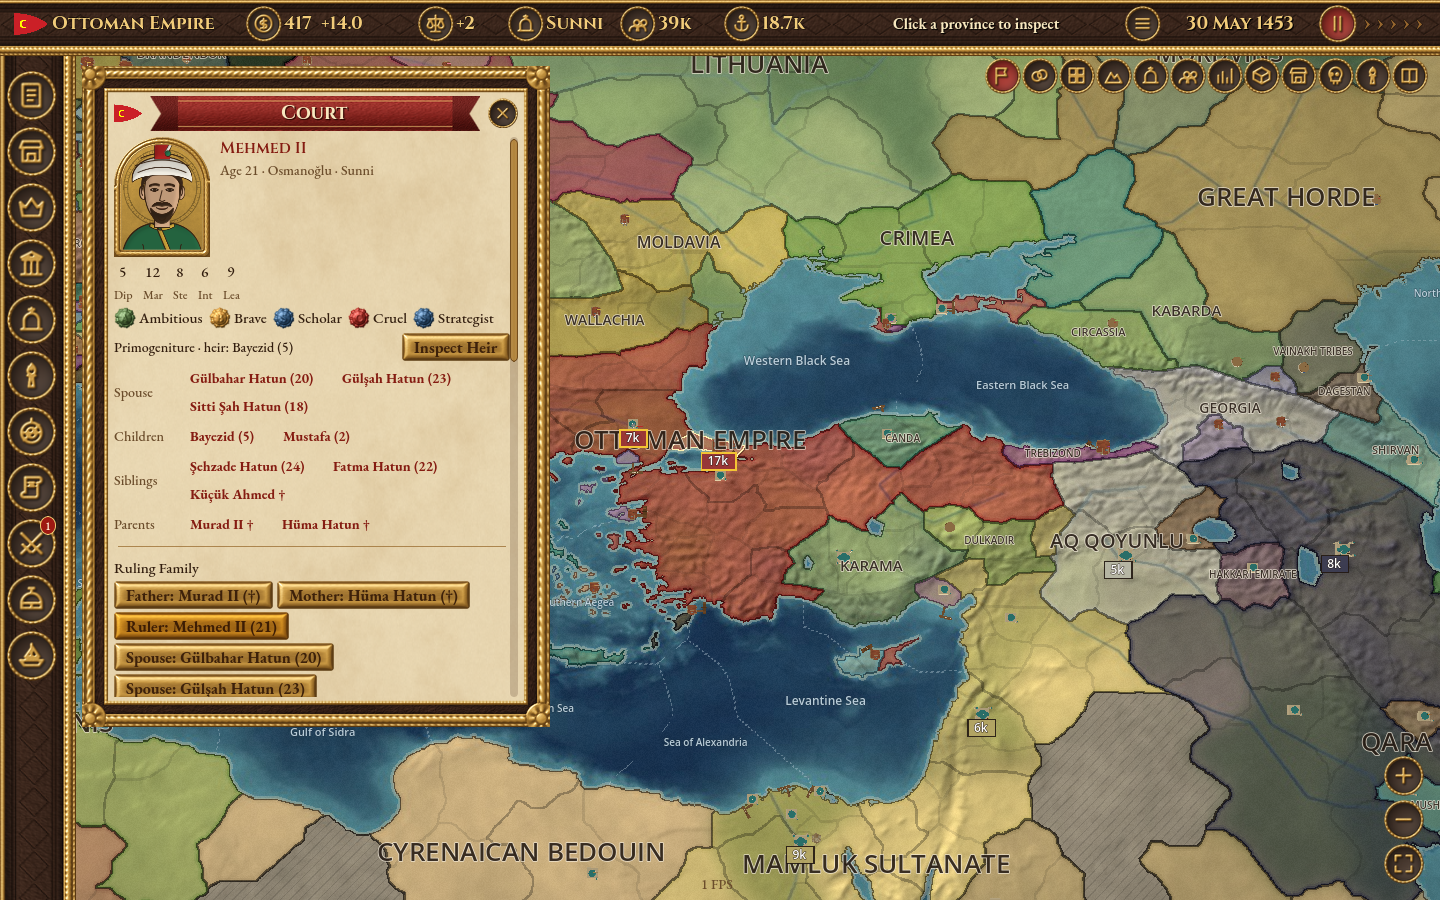 OTTOMAN EMPIRE 417 +14.0 +2 SUNNI 39K 18.7K Click a province to inspect 30 MAY 1453
COURT
MEHMED II
Age 21 · Osmanoğlu · Sunni
5 12 8 6 9
Dip Mar Ste Int Lea
Ambitious Brave Scholar Cruel Strategist
Primogeniture · heir: Bayezid (5) Inspect Heir
Spouse Gülbahar Hatun (20) Gülşah Hatun (23)
Sitti Şah Hatun (18)
Children Bayezid (5) Mustafa (2)
Siblings Şehzade Hatun (24) Fatma Hatun (22)
Küçük Ahmed †
Parents Murad II † Hüma Hatun †
Ruling Family
Father: Murad II (†) Mother: Hüma Hatun (†)
Ruler: Mehmed II (21)
Spouse: Gülbahar Hatun (20)
Spouse: Gülşah Hatun (23)
1
LITHUANIA
GREAT HORDE
MOLDAVIA
CRIMEA
North
WALLACHIA
KABARDA
CIRCASSIA
VAINAKH TRIBES
Western Black Sea
Eastern Black Sea
DAGESTAN
GEORGIA
OTTOMAN EMPIRE
7k
17k
CANDA
TREBIZOND
SHIRVAN
DULKADIR
AQ QOYUNLU
KARAMA
5k
HAKKARI EMIRATE
8k
uthern Aegea
Levantine Sea
n Sea
6k
Gulf of Sidra
Sea of Alexandria
QARA
MUSH
CYRENAICAN BEDOUIN
9k
MAMLUK SULTANATE
1 FPS